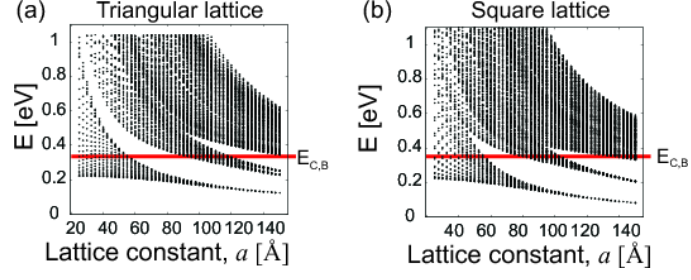 (a) Triangular lattice
E [eV]
1
0.8
0.6
0.4
0.2
0
20 40 60 80 100 120 140
Lattice constant, a [Å]
E_C,B
(b) Square lattice
E [eV]
1
0.8
0.6
0.4
0.2
0
40 60 80 100 120 140
Lattice constant, a [Å]
E_C,B